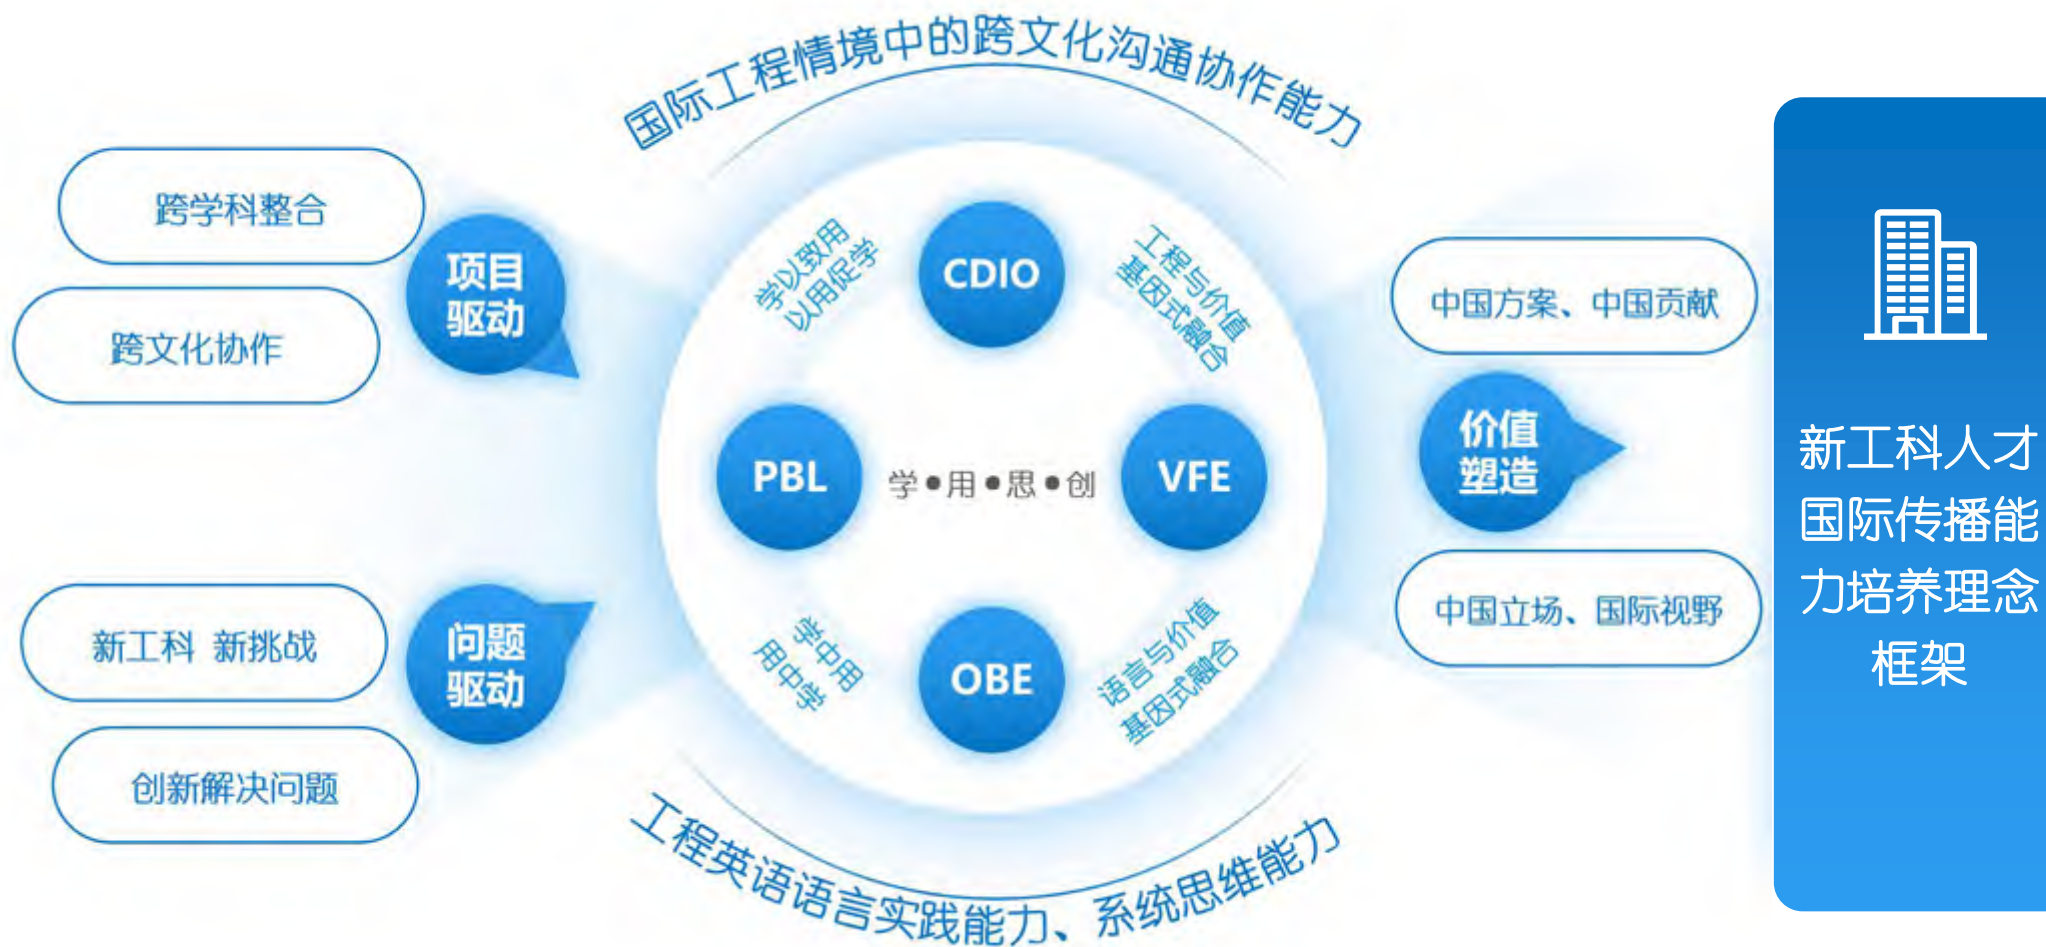 国际工程情境中的跨文化沟通协作能力
跨学科整合
跨文化协作
项目
驱动
新工科 新挑战
创新解决问题
问题
驱动
学以致用
以用促学
CDIO
工程与价值
基因式融合
PBL
学•用•思•创
VFE
学中用
用中学
OBE
语言与价值
基因式融合
工程英语语言实践能力、系统思维能力
中国方案、中国贡献
价值
塑造
中国立场、国际视野
新工科人才
国际传播能
力培养理念
框架